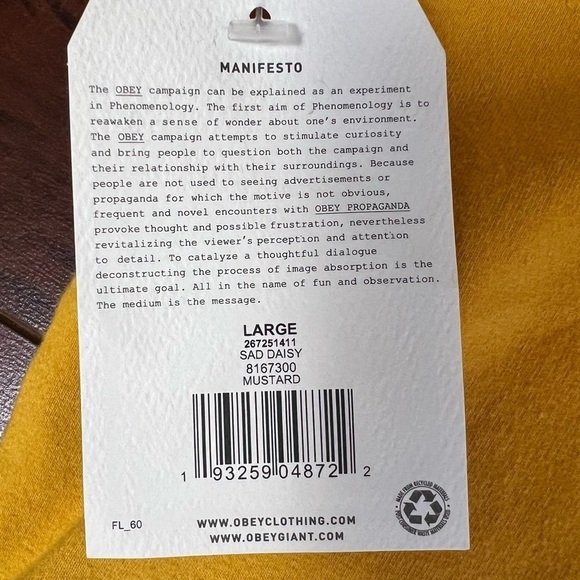 MANIFESTO
The OBEY campaign can be explained as an experiment
in Phenomenology. The first aim of Phenomenology is to
reawaken a sense of wonder about one's environment.
The OBEY campaign attempts to stimulate curiosity
and bring people to question both the campaign and
their relationship with their surroundings. Because
people are not used to seeing advertisements or
propaganda for which the motive is not obvious,
frequent and novel encounters with OBEY PROPAGANDA
provoke thought and possible frustration, nevertheless
revitalizing the viewer's perception and attention
to detail. To catalyze a thoughtful dialogue
deconstructing the process of image absorption is the
ultimate goal. All in the name of fun and observation.
The medium is the message.
LARGE
267251411
SAD DAISY
8167300
MUSTARD
1 93259 04872 2
MADE FROM RECYCLED MATERIALS
FL_60
WWW.OBEYCLOTHING.COM
WWW.OBEYGIANT.COM